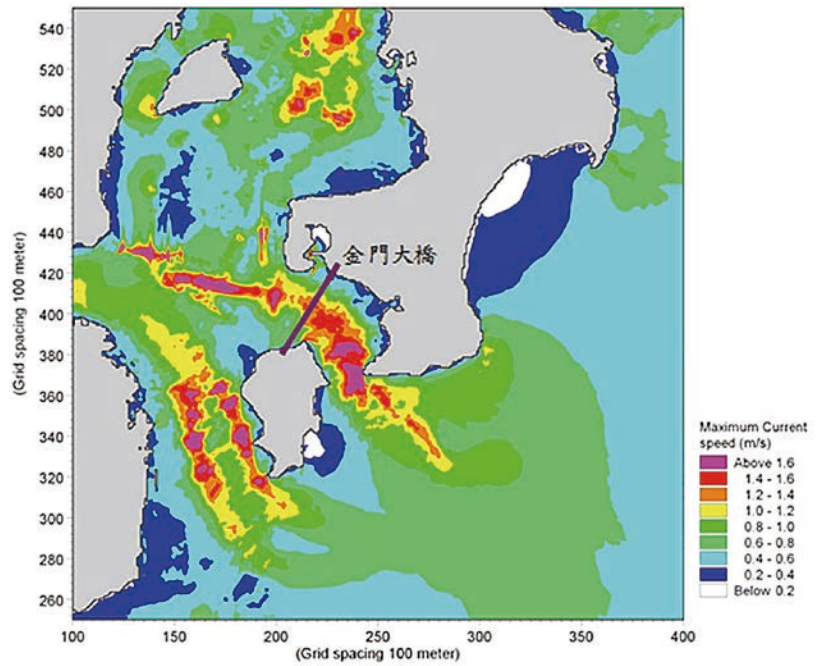 540
520
500
480
460
440
420
400
380
360
340
320
300
280
260
(Grid spacing 100 meter)
金門大橋
100
150
200
250
300
350
400
(Grid spacing 100 meter)
Maximum Current
speed (m/s)
Above 1.6
1.4 - 1.6
1.2 - 1.4
1.0 - 1.2
0.8 - 1.0
0.6 - 0.8
0.4 - 0.6
0.2 - 0.4
Below 0.2